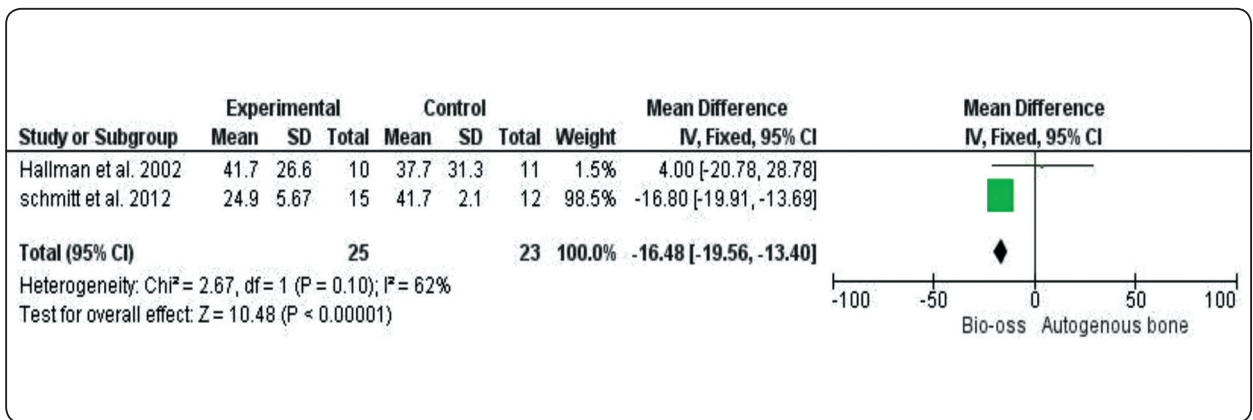 Experimental Control Mean Difference Mean Difference
Study or Subgroup Mean SD Total Mean SD Total Weight IV, Fixed, 95% CI IV, Fixed, 95% CI
Hallman et al. 2002 41.7 26.6 10 37.7 31.3 11 1.5% 4.00 [-20.78, 28.78]
schmitt et al. 2012 24.9 5.67 15 41.7 2.1 12 98.5% -16.80 [-19.91, -13.69]
Total (95% CI) 25 23 100.0% -16.48 [-19.56, -13.40]
Heterogeneity: Chi² = 2.67, df = 1 (P = 0.10); I² = 62%
Test for overall effect: Z = 10.48 (P < 0.00001)
-100 -50 0 50 100
Bio-oss Autogenous bone